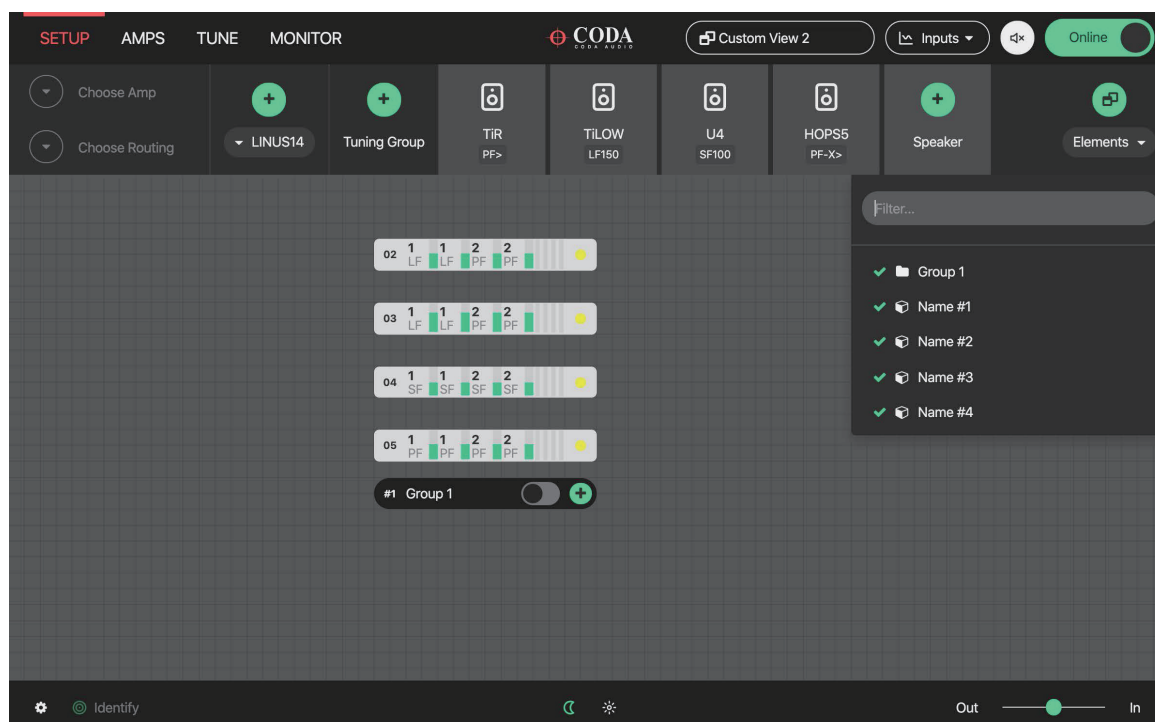 SETUP AMPS TUNE MONITOR CODA Custom View 2 Inputs Online
CODA AUDIO
Choose Amp
Choose Routing
LINUS14
Tuning Group
TiR
PF>
TiLOW
LF150
U4
SF100
HOPS5
PF-X>
Speaker
Elements
Filter...
Group 1
Name #1
Name #2
Name #3
Name #4
02 1 1 2 2
LF LF PF PF
03 1 1 2 2
LF LF PF PF
04 1 1 2 2
SF SF SF SF
05 1 1 2 2
PF PF PF PF
#1 Group 1
Identify
Out In